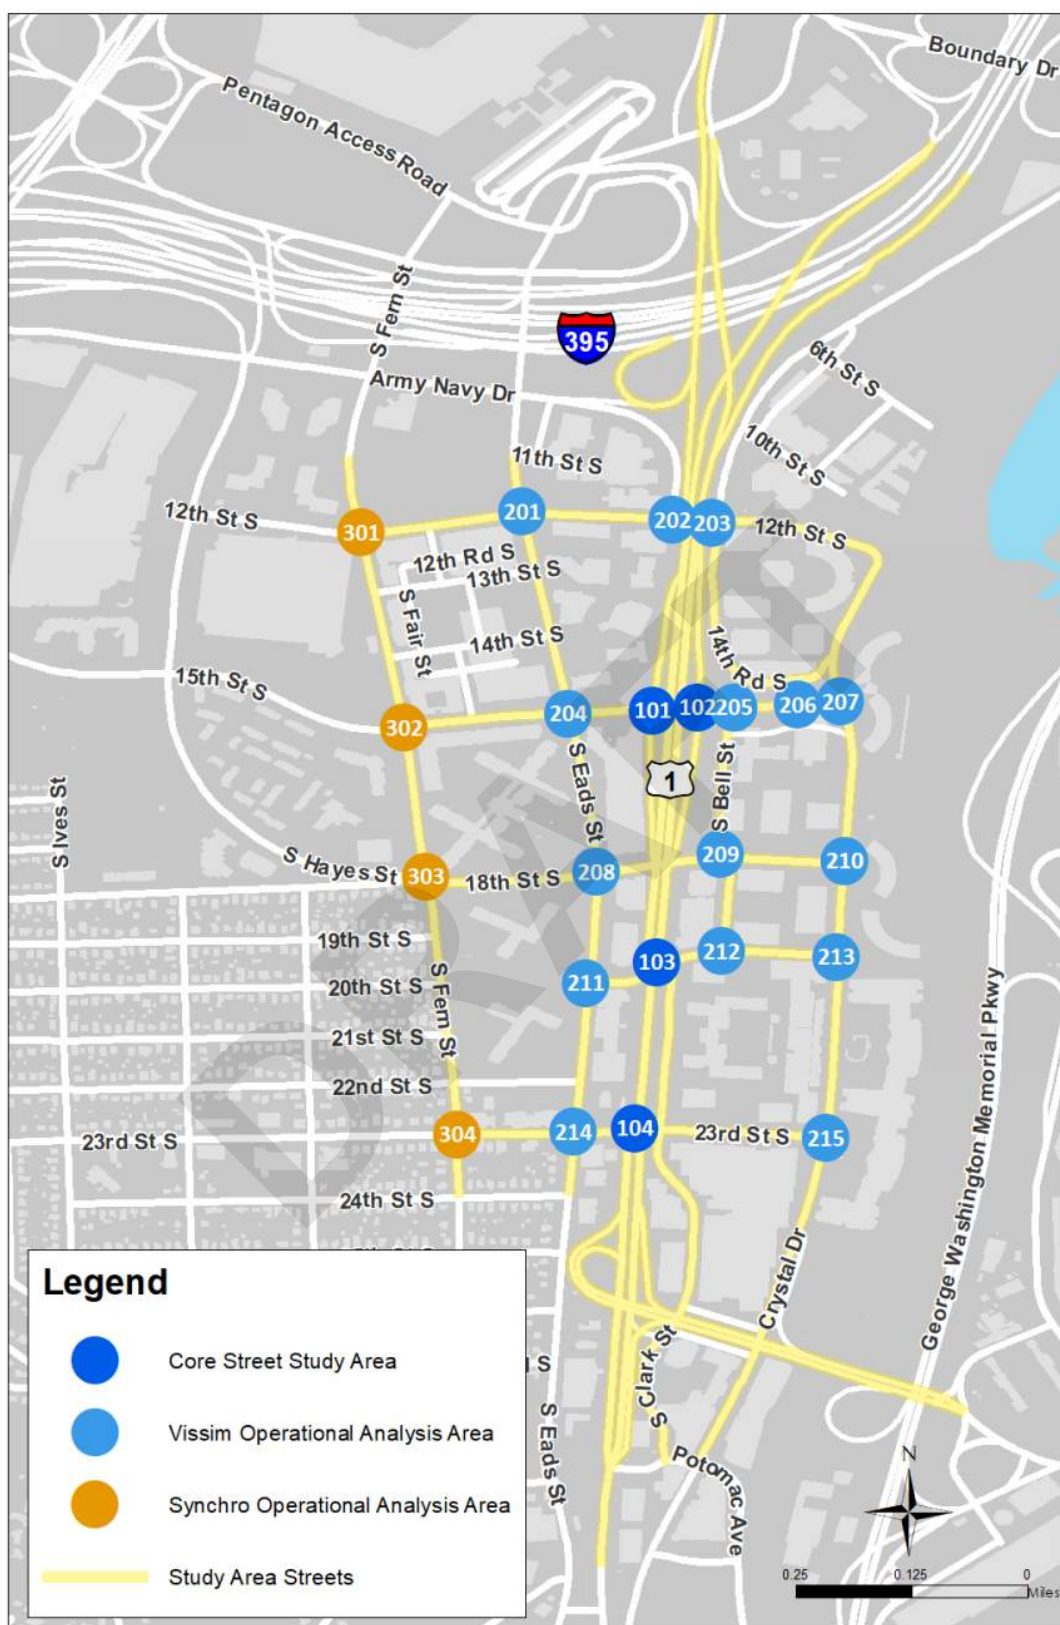 Boundary Dr
Pentagon Access Road
S Fern St
395
Army Navy Dr
6th St S
10th St S
11th St S
12th St S
301
201
202
203
12th St S
12th Rd S
13th St S
S Fair St
14th St S
14th Rd S
15th St S
302
204
101
102
205
206
207
1
S Eads St
S Bell St
S Ives St
S Hayes St
303
18th St S
208
209
210
19th St S
20th St S
S Fern St
211
103
212
213
21st St S
22nd St S
23rd St S
304
214
104
23rd St S
215
24th St S
George Washington Memorial Pkwy
Crystal Dr
S Clark St
S Eads St
Potomac Ave
DRAFT
Legend
Core Street Study Area
Vissim Operational Analysis Area
Synchro Operational Analysis Area
Study Area Streets
N
0.25 0.125 0
Miles